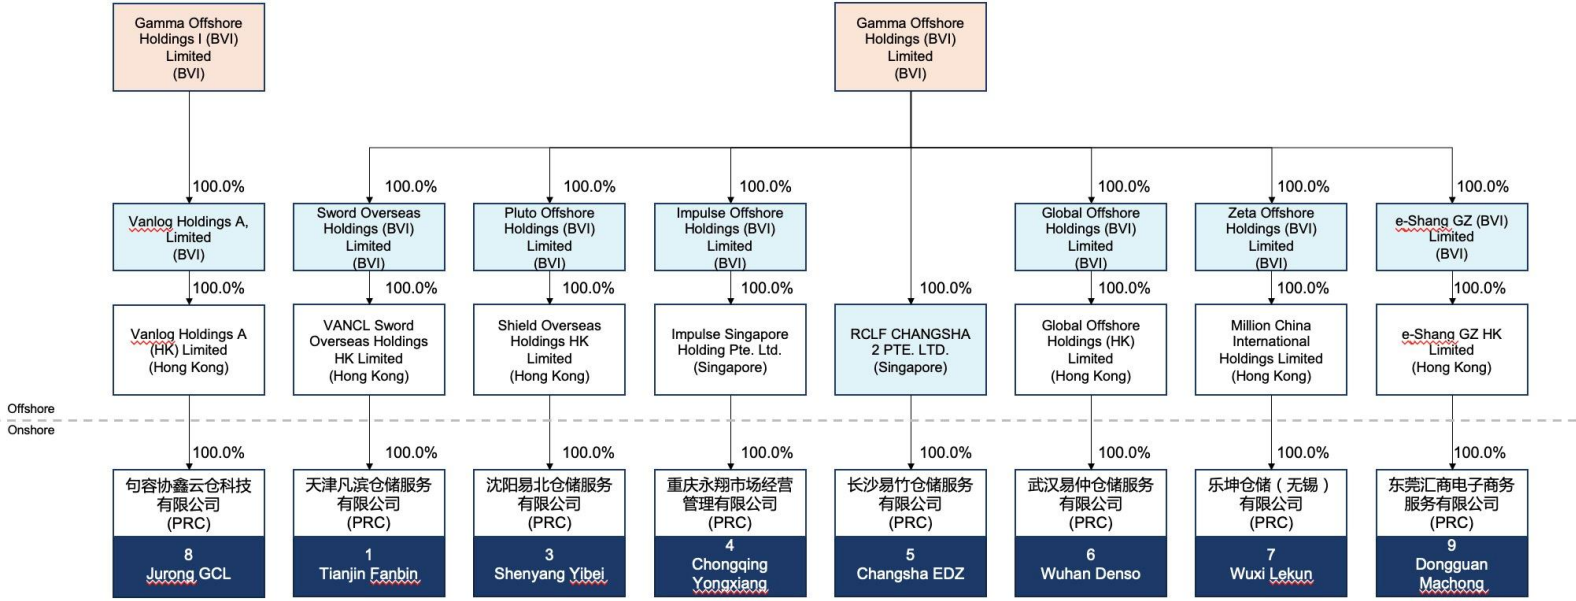 Gamma Offshore
Holdings I (BVI)
Limited
(BVI)
Gamma Offshore
Holdings (BVI)
Limited
(BVI)
100.0%
100.0%
100.0%
100.0%
100.0%
100.0%
100.0%
Vanlog Holdings A,
Limited
(BVI)
Sword Overseas
Holdings (BVI)
Limited
(BVI)
Pluto Offshore
Holdings (BVI)
Limited
(BVI)
Impulse Offshore
Holdings (BVI)
Limited
(BVI)
Global Offshore
Holdings (BVI)
Limited
(BVI)
Zeta Offshore
Holdings (BVI)
Limited
(BVI)
e-Shang GZ (BVI)
Limited
(BVI)
100.0%
100.0%
100.0%
100.0%
100.0%
100.0%
100.0%
100.0%
Vanlog Holdings A
(HK) Limited
(Hong Kong)
VANCL Sword
Overseas Holdings
HK Limited
(Hong Kong)
Shield Overseas
Holdings HK
Limited
(Hong Kong)
Impulse Singapore
Holding Pte. Ltd.
(Singapore)
RCLF CHANGSHA
2 PTE. LTD.
(Singapore)
Global Offshore
Holdings (HK)
Limited
(Hong Kong)
Million China
International
Holdings Limited
(Hong Kong)
e-Shang GZ HK
Limited
(Hong Kong)
Offshore
Onshore
100.0%
100.0%
100.0%
100.0%
100.0%
100.0%
100.0%
100.0%
句容协鑫云仓科技
有限公司
(PRC)
8
Jurong GCL
天津凡滨仓储服务
有限公司
(PRC)
1
Tianjin Fanbin
沈阳易北仓储服务
有限公司
(PRC)
3
Shenyang Yibei
重庆永翔市场经营
管理有限公司
(PRC)
4
Chongqing
Yongxiang
长沙易竹仓储服务
有限公司
(PRC)
5
Changsha EDZ
武汉易仲仓储服务
有限公司
(PRC)
6
Wuhan Denso
乐坤仓储（无锡）
有限公司
(PRC)
7
Wuxi Lekun
东莞汇商电子商务
服务有限公司
(PRC)
9
Dongguan
Machong